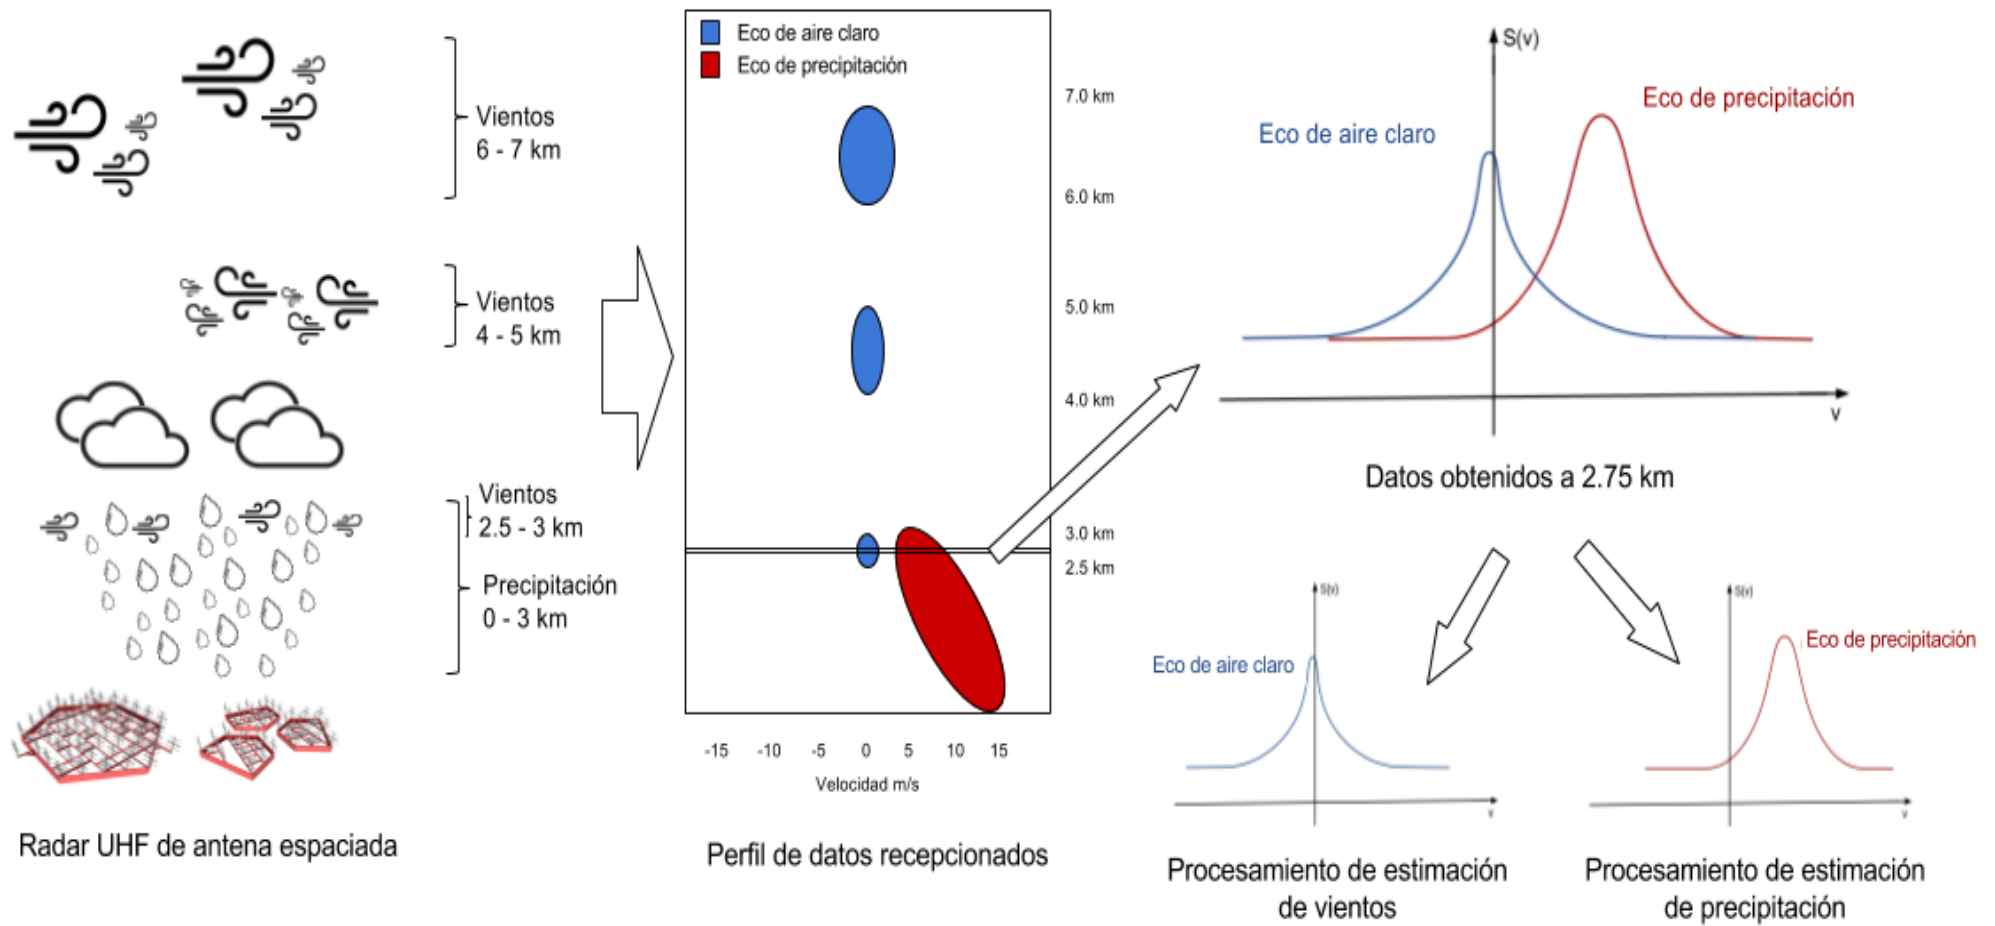 Vientos
6 - 7 km
Vientos
4 - 5 km
Vientos
2.5 - 3 km
Precipitación
0 - 3 km
Radar UHF de antena espaciada
Eco de aire claro
Eco de precipitación
7.0 km
6.0 km
5.0 km
4.0 km
3.0 km
2.5 km
-15 -10 -5 0 5 10 15
Velocidad m/s
Perfil de datos recepcionados
S(v)
Eco de precipitación
Eco de aire claro
v
Datos obtenidos a 2.75 km
S(v)
Eco de aire claro
v
Procesamiento de estimación
de vientos
S(v)
Eco de precipitación
v
Procesamiento de estimación
de precipitación